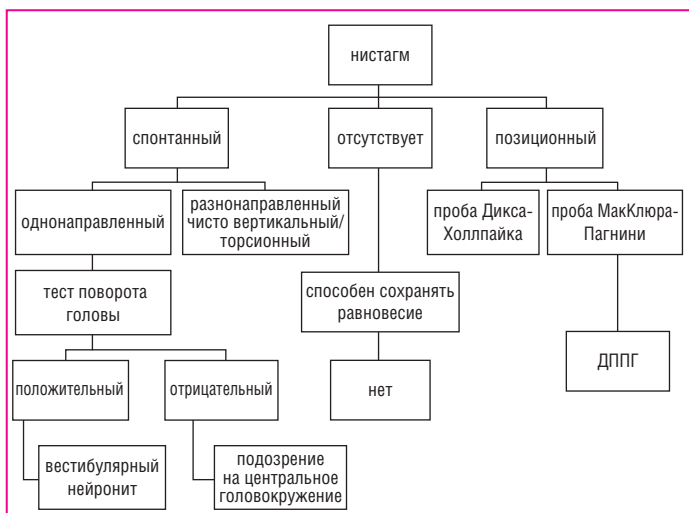 нистагм
спонтанный
отсутствует
позиционный
однонаправленный
разнонаправленный
чисто вертикальный/
торсионный
проба Дикса-
Холлпайка
проба МакКлюра-
Пагнини
тест поворота
головы
способен сохранять
равновесие
положительный
отрицательный
нет
ДППГ
вестибулярный
нейронит
подозрение
на центральное
головокружение